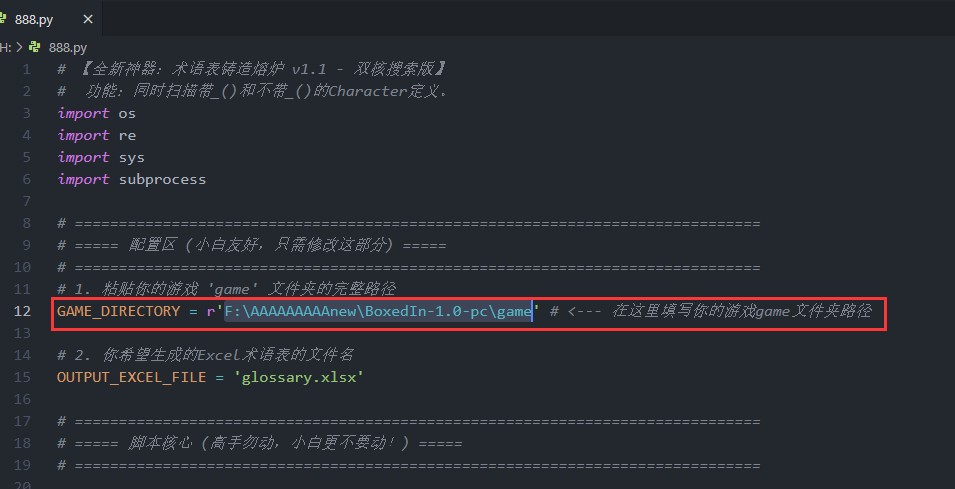 888.py ×
H: > 888.py
1 # 【全新神器：术语表铸造熔炉 v1.1 - 双核搜索版】
2 #  功能：同时扫描带_()和不带_()的Character定义。
3 import os
4 import re
5 import sys
6 import subprocess
7
8 # ==============================================================================
9 # ===== 配置区 (小白友好，只需修改这部分) =====
10 # ==============================================================================
11 # 1. 粘贴你的游戏 'game' 文件夹的完整路径
12 GAME_DIRECTORY = r'F:\AAAAAAAAAnew\BoxedIn-1.0-pc\game' # <--- 在这里填写你的游戏game文件夹路径
13
14 # 2. 你希望生成的Excel术语表的文件名
15 OUTPUT_EXCEL_FILE = 'glossary.xlsx'
16
17 # ==============================================================================
18 # ===== 脚本核心 (高手勿动，小白更不要动！) =====
19 # ==============================================================================
20